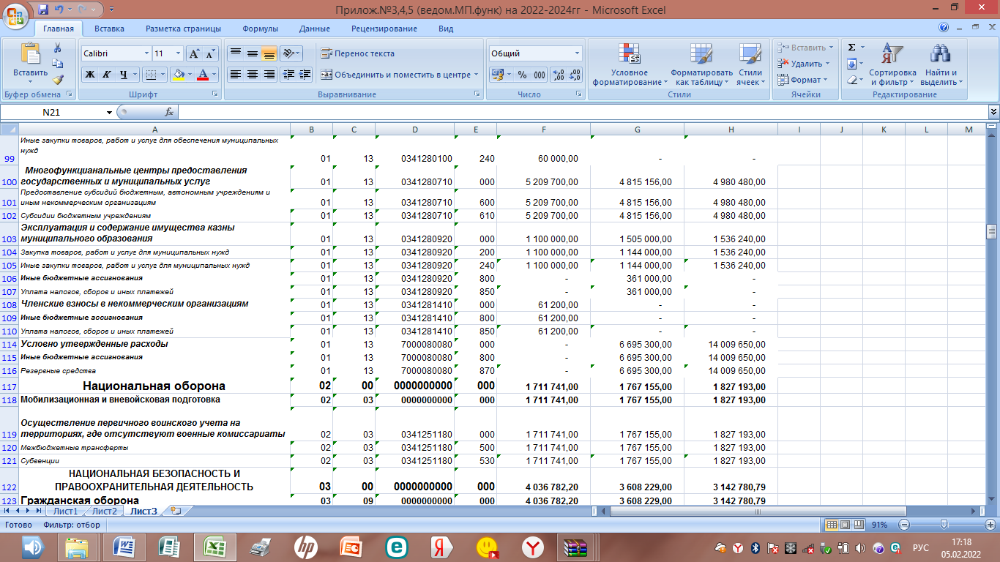 Прилож.№3,4,5 (ведом.МП.функ) на 2022-2024гг - Microsoft Excel
Главная Вставка Разметка страницы Формулы Данные Рецензирование Вид
Вставить
Буфер обмена
Calibri 11
Ж К Ч
Шрифт
Перенос текста
Объединить и поместить в центре
Выравнивание
Общий
% 000
Число
Условное форматирование
Форматировать как таблицу
Стили ячеек
Стили
Вставить
Удалить
Формат
Ячейки
Сортировка и фильтр
Найти и выделить
Редактирование
N21 fx
A B C D E F G H I J K L M
Иные закупки товаров, работ и услуг для обеспечения муниципальных
99 нужд 01 13 0341280100 240 60 000,00 - -
Многофункцианальные центры предоставления
100 государственных и муниципальных услуг 01 13 0341280710 000 5 209 700,00 4 815 156,00 4 980 480,00
Предоставление субсидий бюджетным, автономным учреждениям и
101 иным некоммерческим организациям 01 13 0341280710 600 5 209 700,00 4 815 156,00 4 980 480,00
102 Субсидии бюджетным учреждениям 01 13 0341280710 610 5 209 700,00 4 815 156,00 4 980 480,00
Эксплуатация и содержание имущества казны
103 муниципального образования 01 13 0341280920 000 1 100 000,00 1 505 000,00 1 536 240,00
104 Закупка товаров, работ и услуг для муниципальных нужд 01 13 0341280920 200 1 100 000,00 1 144 000,00 1 536 240,00
105 Иные закупки товаров, работ и услуг для муниципальных нужд 01 13 0341280920 240 1 100 000,00 1 144 000,00 1 536 240,00
106 Иные бюджетные ассигнования 01 13 0341280920 800 - 361 000,00 -
107 Уплата налогов, сборов и иных платежей 01 13 0341280920 850 - 361 000,00 -
108 Членские взносы в некоммерческим организациям 01 13 0341281410 000 61 200,00 - -
109 Иные бюджетные ассигнования 01 13 0341281410 800 61 200,00 - -
110 Уплата налогов, сборов и иных платежей 01 13 0341281410 850 61 200,00 - -
114 Условно утвержденные расходы 01 13 7000080080 000 - 6 695 300,00 14 009 650,00
115 Иные бюджетные ассигнования 01 13 7000080080 800 - 6 695 300,00 14 009 650,00
116 Резервные средства 01 13 7000080080 870 - 6 695 300,00 14 009 650,00
117 Национальная оборона 02 00 0000000000 000 1 711 741,00 1 767 155,00 1 827 193,00
118 Мобилизационная и вневойсковая подготовка 02 03 0000000000 000 1 711 741,00 1 767 155,00 1 827 193,00
Осуществление первичного воинского учета на
119 территориях, где отсутствуют военные комиссариаты 02 03 0341251180 000 1 711 741,00 1 767 155,00 1 827 193,00
120 Межбюджетные трансферты 02 03 0341251180 500 1 711 741,00 1 767 155,00 1 827 193,00
121 Субвенции 02 03 0341251180 530 1 711 741,00 1 767 155,00 1 827 193,00
НАЦИОНАЛЬНАЯ БЕЗОПАСНОСТЬ И
122 ПРАВООХРАНИТЕЛЬНАЯ ДЕЯТЕЛЬНОСТЬ 03 00 0000000000 000 4 036 782,20 3 608 229,00 3 142 780,79
123 Гражданская оборона 03 09 0000000000 000 4 036 782,20 3 608 229,00 3 142 780,79
Лист1 Лист2 Лист3
Готово Фильтр: отбор 91%
РУС 17:18
05.02.2022